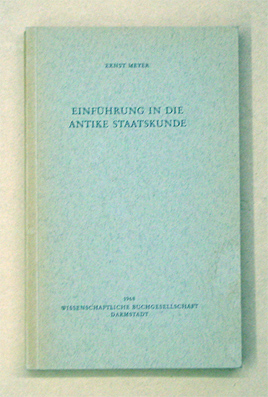 ERNST MEYER
EINFÜHRUNG IN DIE
ANTIKE STAATSKUNDE
1968
WISSENSCHAFTLICHE BUCHGESELLSCHAFT
DARMSTADT